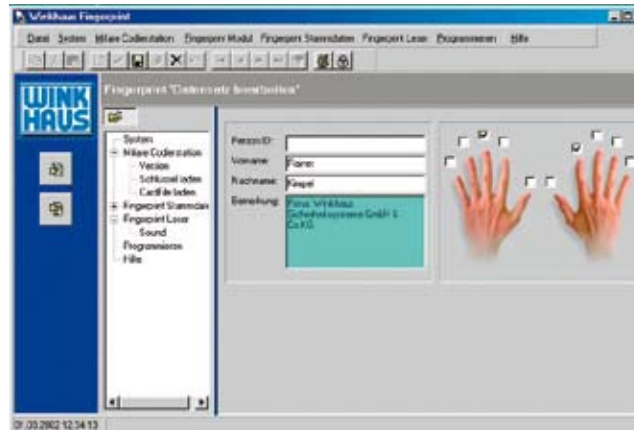 Winkhaus Fingerprint
Datei System Mifare Codierstation Fingerprint Modul Fingerprint Stammdaten Fingerprint Leser Programmieren Hilfe
WINK
HAUS
Fingerprint "Datensatz bearbeiten"
System
Mifare Codierstation
Version
Schlüssel laden
CardFile laden
Fingerprint Stammdaten
Fingerprint Leser
Sound
Programmieren
Hilfe
Person ID:
Vorname:
Nachname:
Bemerkung:
Firma Winkhaus
Sicherheitssysteme GmbH &
Co.KG
01.03.2002 12:34:13